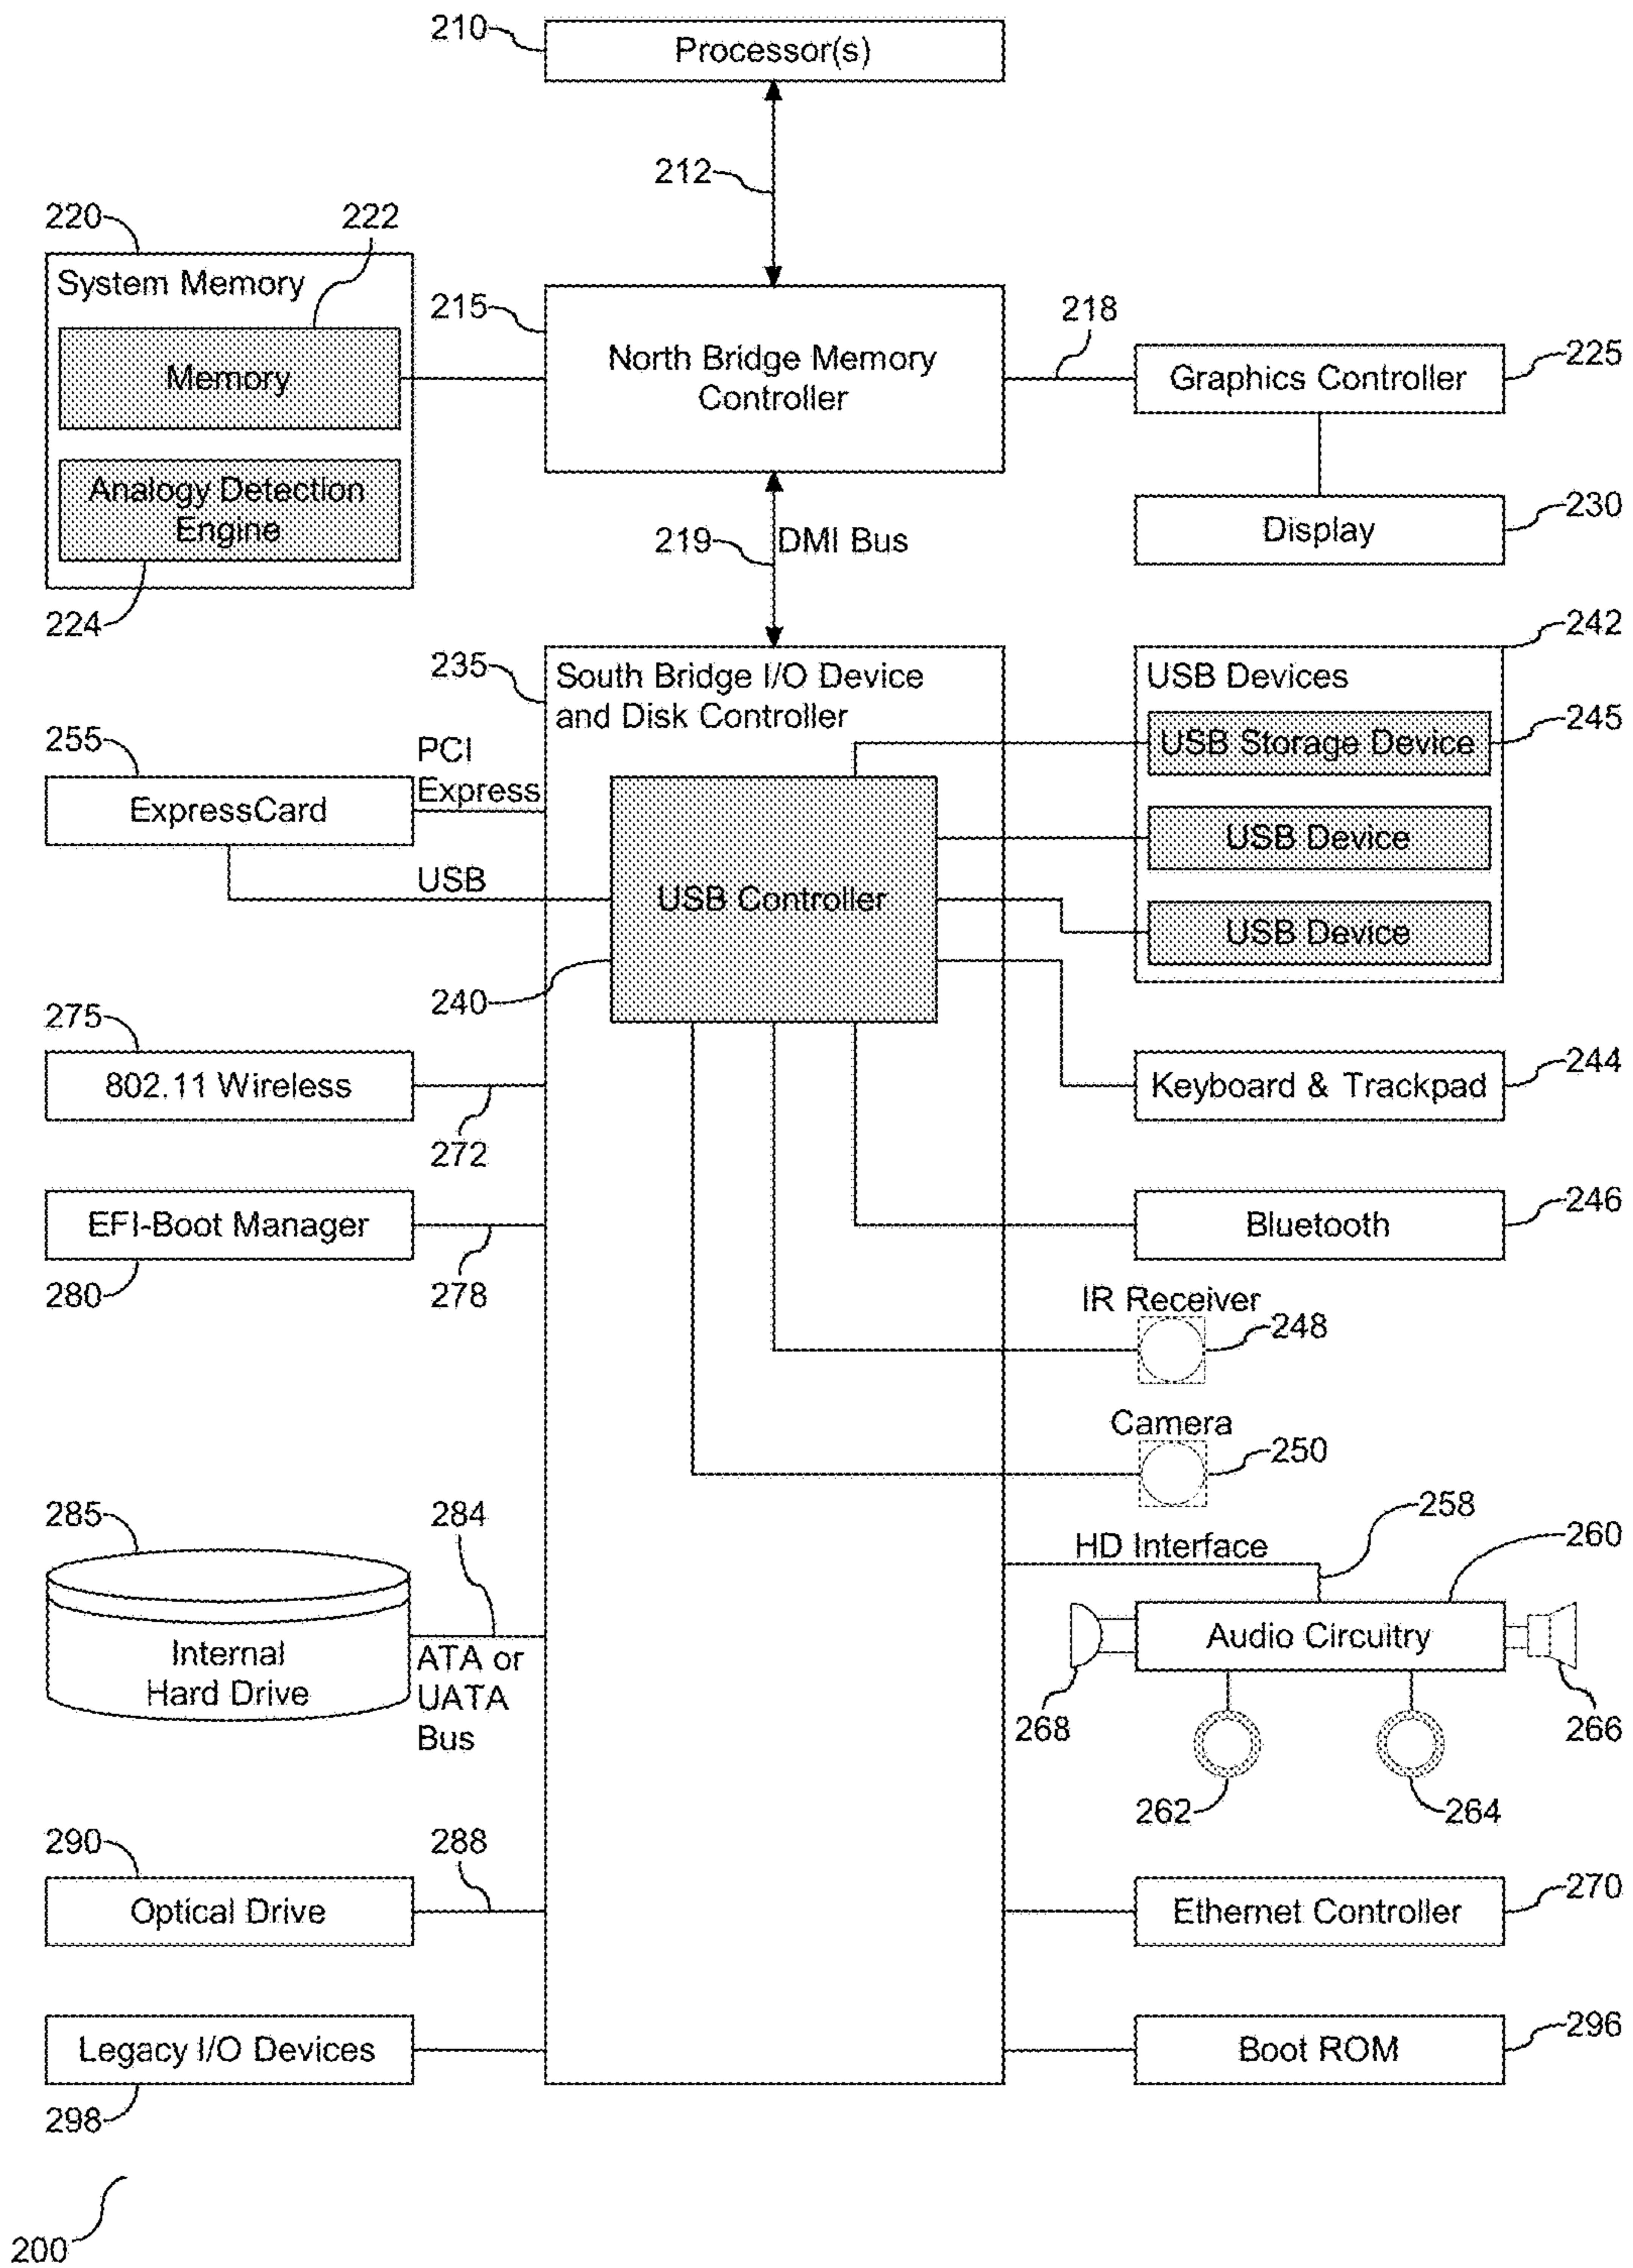 210
Processor(s)
212
220
222
System Memory
215
218
Memory
North Bridge Memory
Controller
Graphics Controller
225
Analogy Detection
Engine
219
DMI Bus
Display
230
224
235
South Bridge I/O Device
and Disk Controller
242
USB Devices
255
PCI
Express
USB Storage Device
245
ExpressCard
USB Device
USB
USB Controller
USB Device
240
275
802.11 Wireless
272
Keyboard & Trackpad
244
EFI-Boot Manager
Bluetooth
246
280
278
IR Receiver
248
Camera
250
285
284
258
HD Interface
260
Internal
Hard Drive
ATA or
UATA
Bus
Audio Circuitry
268
266
262
264
290
288
Optical Drive
Ethernet Controller
270
Legacy I/O Devices
Boot ROM
296
298
200